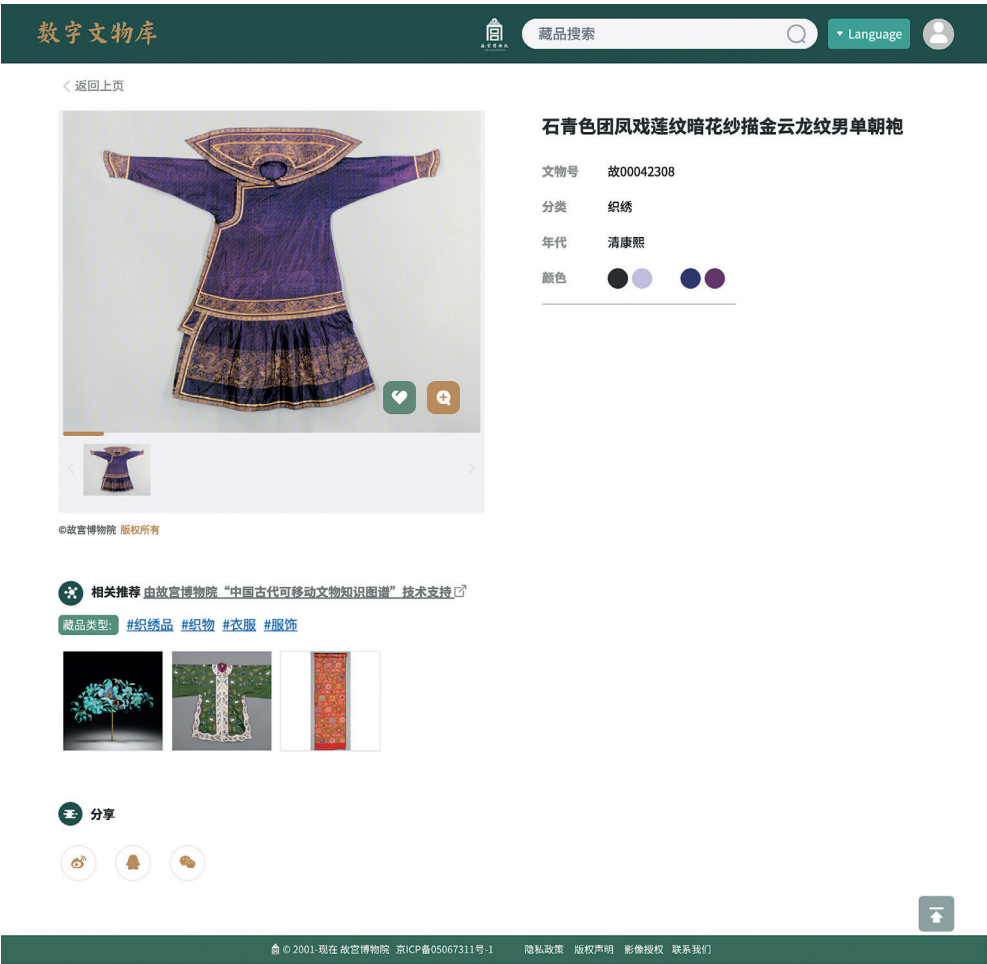 数字文物库
藏品搜索
Language
返回上页
石青色团凤戏莲纹暗花纱描金云龙纹男单朝袍
文物号 故00042308
分类 织绣
年代 清康熙
颜色
©故宫博物院 版权所有
相关推荐 由故宫博物院“中国古代可移动文物知识图谱”技术支持
藏品类型: #织绣品 #织物 #衣服 #服饰
分享
© 2001-现在 故宫博物院 京ICP备05067311号-1 隐私政策 版权声明 影像授权 联系我们